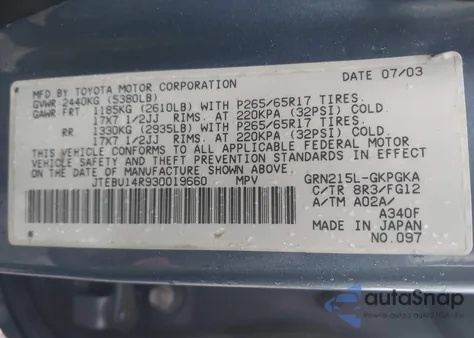 MFD BY TOYOTA MOTOR CORPORATION DATE 07/03
GVWR 2440KG (5380LB)
GAWR FRT 1185KG (2610LB) WITH P265/65R17 TIRES.
17X7 1/2JJ RIMS. AT 220KPA (32PSI) COLD.
RR 1330KG (2935LB) WITH P265/65R17 TIRES.
17X7 1/2JJ RIMS. AT 220KPA (32PSI) COLD.
THIS VEHICLE CONFORMS TO ALL APPLICABLE FEDERAL MOTOR
VEHICLE SAFETY, BUMPER, AND THEFT PREVENTION STANDARDS IN
EFFECT ON THE DATE OF MANUFACTURE SHOWN ABOVE.
JTEBU14R930019660 MPV GRN215L-GKPGKA
C/TR 8R3/FG12
A/TM A02A/
A340F
MADE IN JAPAN
NO.097
autoSnap